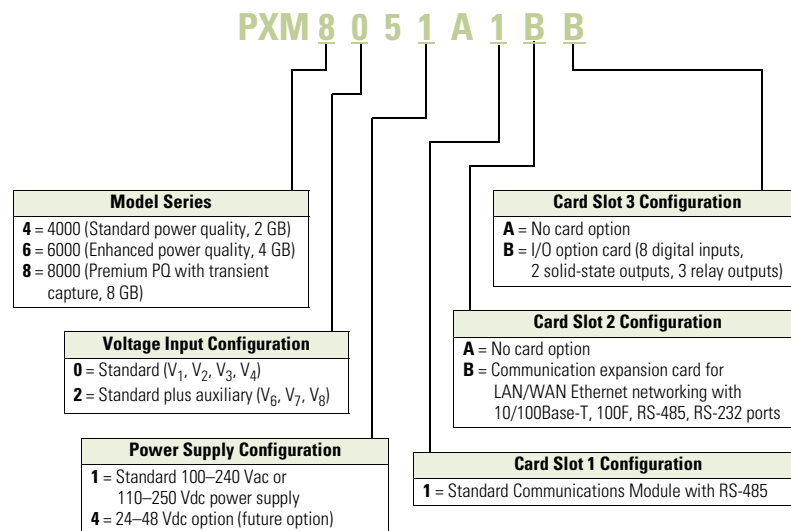 PXM 8 0 5 1 A 1 B B
Model Series
4 = 4000 (Standard power quality, 2 GB)
6 = 6000 (Enhanced power quality, 4 GB)
8 = 8000 (Premium PQ with transient
capture, 8 GB)
Voltage Input Configuration
0 = Standard (V1, V2, V3, V4)
2 = Standard plus auxiliary (V6, V7, V8)
Power Supply Configuration
1 = Standard 100–240 Vac or
110–250 Vdc power supply
4 = 24–48 Vdc option (future option)
Card Slot 3 Configuration
A = No card option
B = I/O option card (8 digital inputs,
2 solid-state outputs, 3 relay outputs)
Card Slot 2 Configuration
A = No card option
B = Communication expansion card for
LAN/WAN Ethernet networking with
10/100Base-T, 100F, RS-485, RS-232 ports
Card Slot 1 Configuration
1 = Standard Communications Module with RS-485